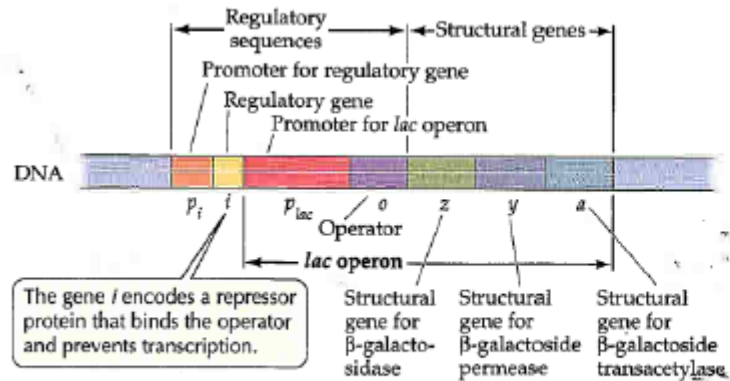 Regulatory
sequences
Structural genes
Promoter for regulatory gene
Regulatory gene
Promoter for lac operon
DNA
p_i i p_lac o z y a
Operator
lac operon
The gene i encodes a repressor
protein that binds the operator
and prevents transcription.
Structural
gene for
β-galacto-
sidase
Structural
gene for
β-galactoside
permease
Structural
gene for
β-galactoside
transacetylase